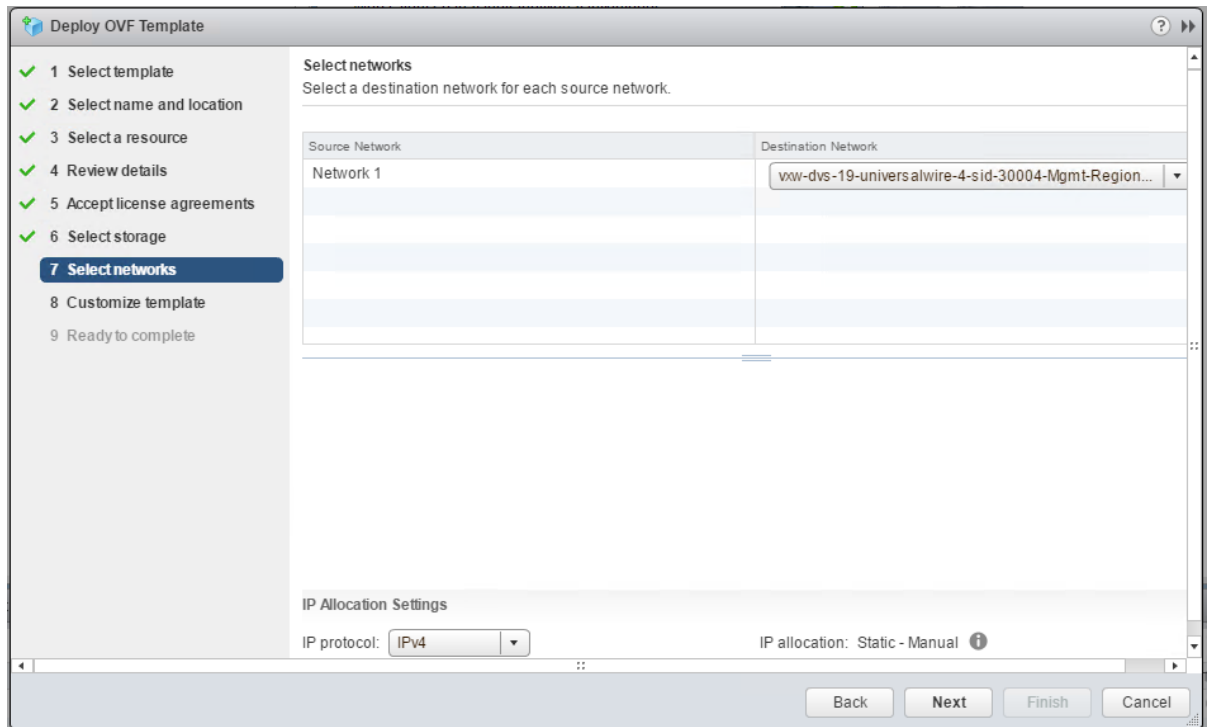 Deploy OVF Template
1 Select template
2 Select name and location
3 Select a resource
4 Review details
5 Accept license agreements
6 Select storage
7 Select networks
8 Customize template
9 Ready to complete
Select networks
Select a destination network for each source network.
Source Network Destination Network
Network 1 vxw-dvs-19-universalwire-4-sid-30004-Mgmt-Region...
IP Allocation Settings
IP protocol: IPv4 IP allocation: Static - Manual
Back Next Finish Cancel